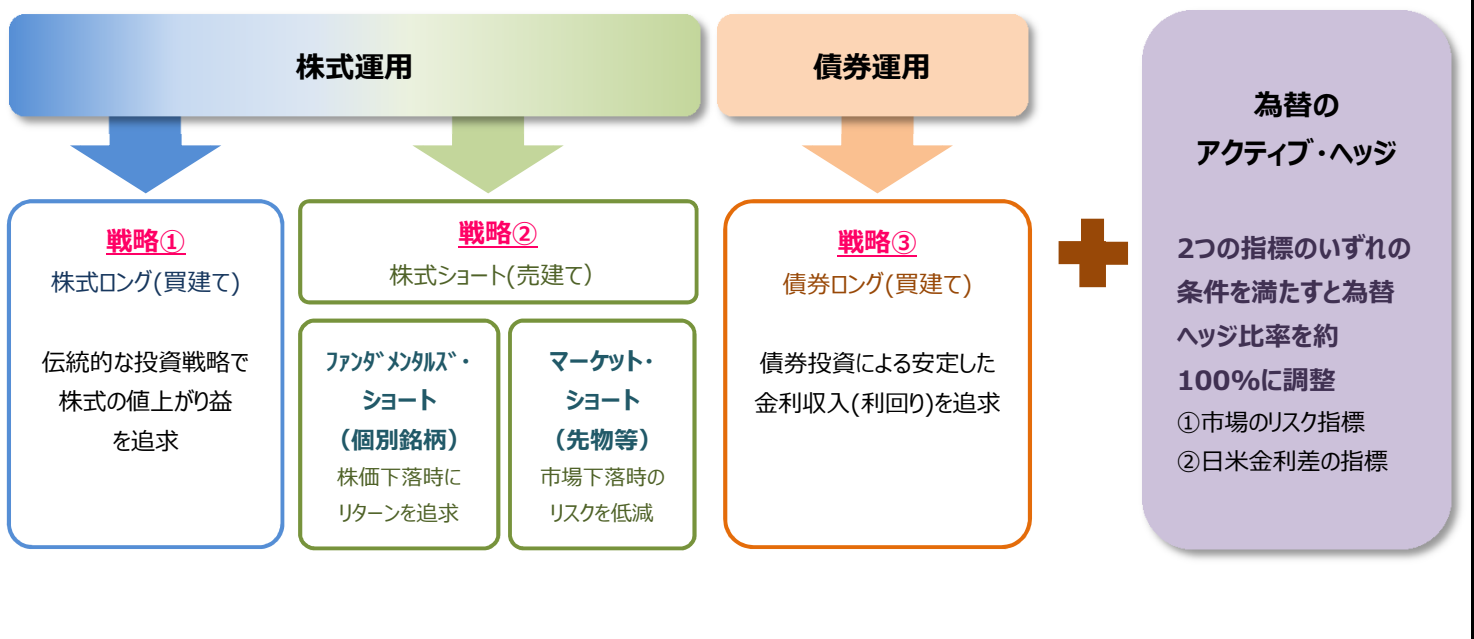 株式運用
債券運用
戦略①
株式ロング(買建て)
伝統的な投資戦略で
株式の値上がり益
を追求
戦略②
株式ショート(売建て)
ﾌｧﾝﾀﾞﾒﾝﾀﾙｽﾞ・
ショート
(個別銘柄)
株価下落時に
リターンを追求
マーケット・
ショート
(先物等)
市場下落時の
リスクを低減
戦略③
債券ロング(買建て)
債券投資による安定した
金利収入(利回り)を追求
為替の
アクティブ・ヘッジ
2つの指標のいずれの
条件を満たすと為替
ヘッジ比率を約
100%に調整
①市場のリスク指標
②日米金利差の指標